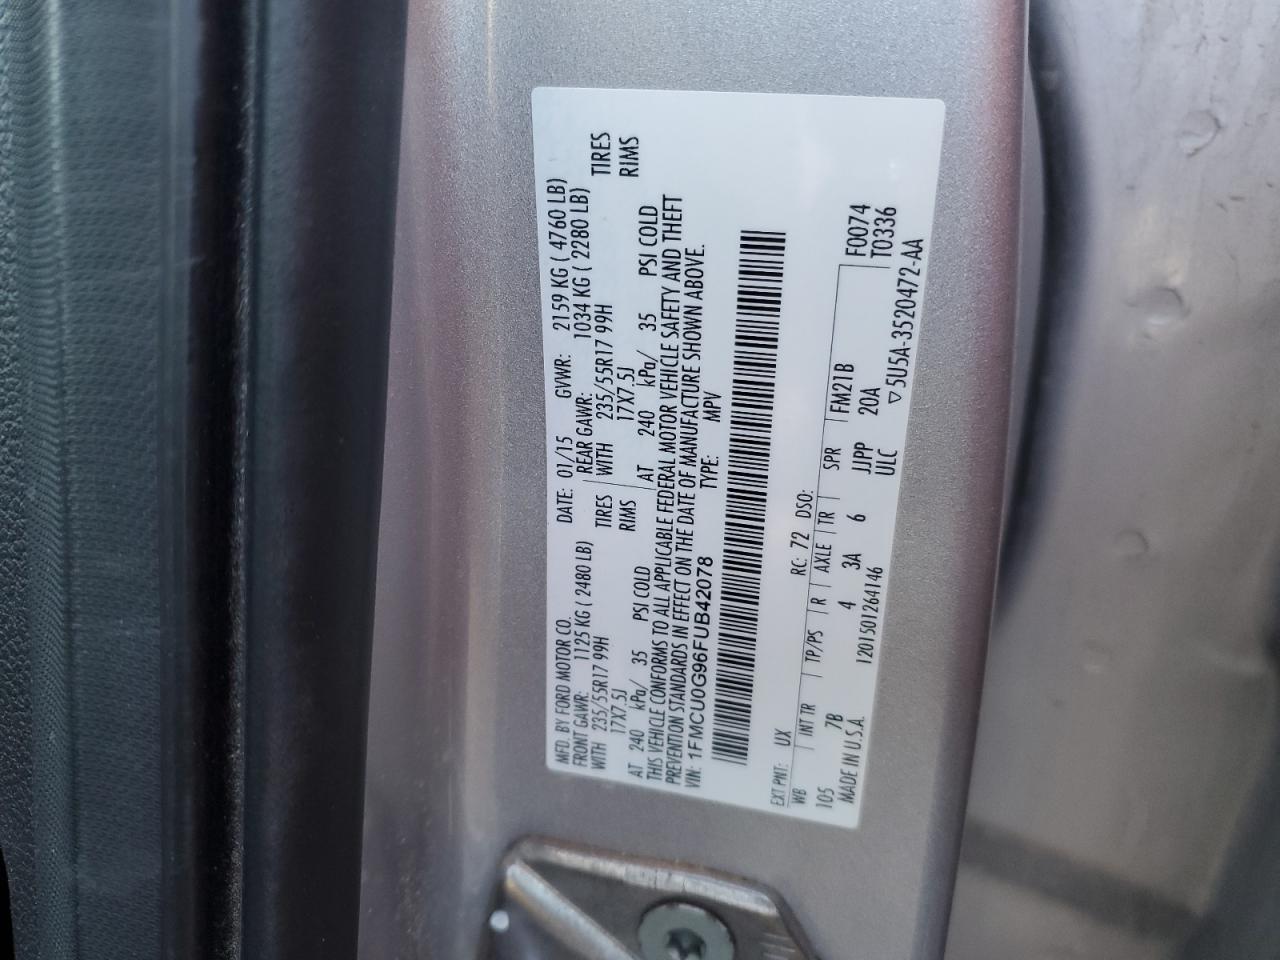 MFD. BY FORD MOTOR CO. DATE: 01/15 GVWR: 2159 KG ( 4760 LB)
FRONT GAWR: 1125 KG ( 2480 LB) REAR GAWR: 1034 KG ( 2280 LB)
WITH 235/55R17 99H TIRES WITH 235/55R17 99H TIRES
17X7.5J RIMS 17X7.5J RIMS
AT 240 kPa/ 35 PSI COLD AT 240 kPa/ 35 PSI COLD
THIS VEHICLE CONFORMS TO ALL APPLICABLE FEDERAL MOTOR VEHICLE SAFETY AND THEFT
PREVENTION STANDARDS IN EFFECT ON THE DATE OF MANUFACTURE SHOWN ABOVE.
VIN: 1FMCU0G96FUB42078 TYPE: MPV
EXT PNT: UX RC: 72 DSO:
WB INT TR TP/PS R AXLE TR SPR FM21B F0074
105 7B 4 3A 6 JJPP 20A T0336
MADE IN U.S.A. 1201501264146 ULC ▽5U5A-3520472-AA